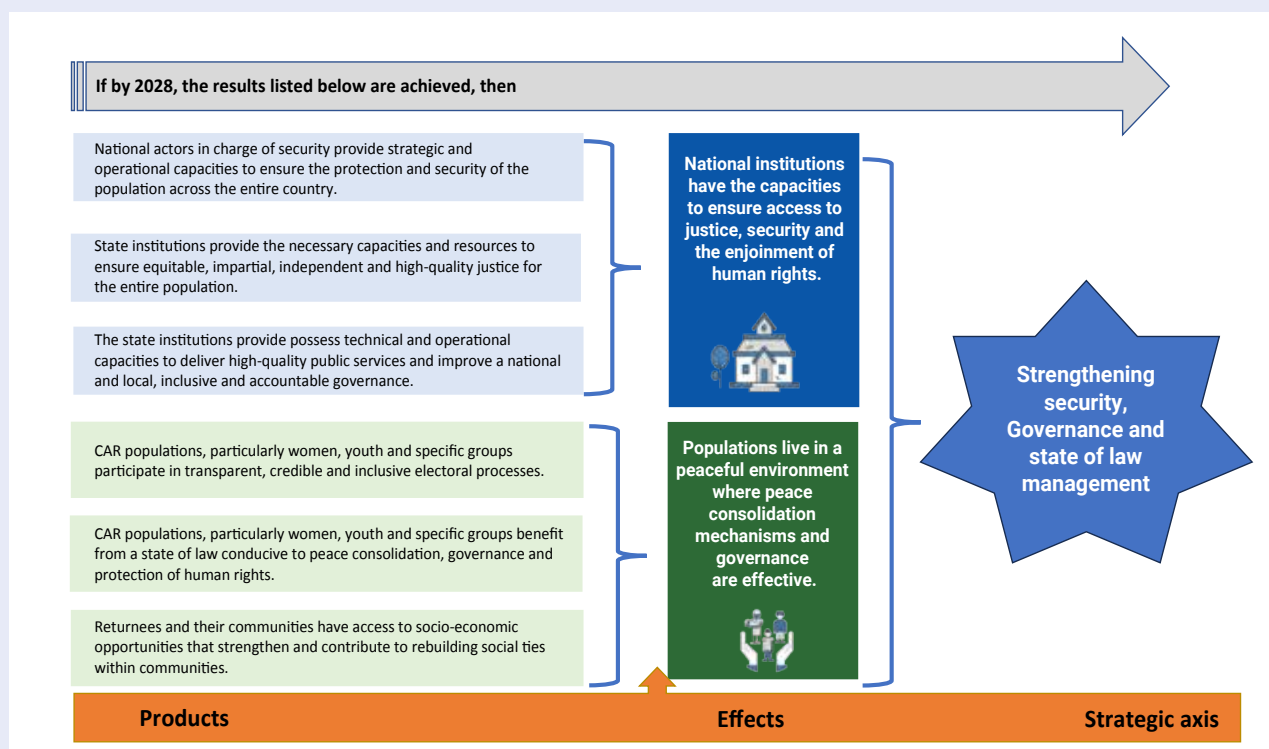 If by 2028, the results listed below are achieved, then
National actors in charge of security provide strategic and
operational capacities to ensure the protection and security of the
population across the entire country.
State institutions provide the necessary capacities and resources to
ensure equitable, impartial, independent and high-quality justice for
the entire population.
The state institutions provide possess technical and operational
capacities to deliver high-quality public services and improve a national
and local, inclusive and accountable governance.
CAR populations, particularly women, youth and specific groups
participate in transparent, credible and inclusive electoral processes.
CAR populations, particularly women, youth and specific groups benefit
from a state of law conducive to peace consolidation, governance and
protection of human rights.
Returnees and their communities have access to socio-economic
opportunities that strengthen and contribute to rebuilding social ties
within communities.
National institutions
have the capacities
to ensure access to
justice, security and
the enjoinment of
human rights.
Populations live in a
peaceful environment
where peace
consolidation
mechanisms and
governance
are effective.
Strengthening
security,
Governance and
state of law
management
Products
Effects
Strategic axis